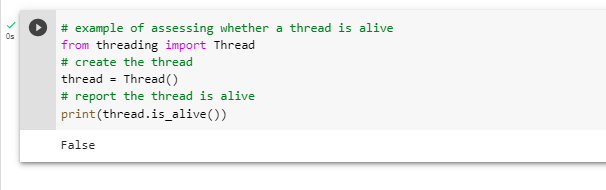 0s
# example of assessing whether a thread is alive
from threading import Thread
# create the thread
thread = Thread()
# report the thread is alive
print(thread.is_alive())
False